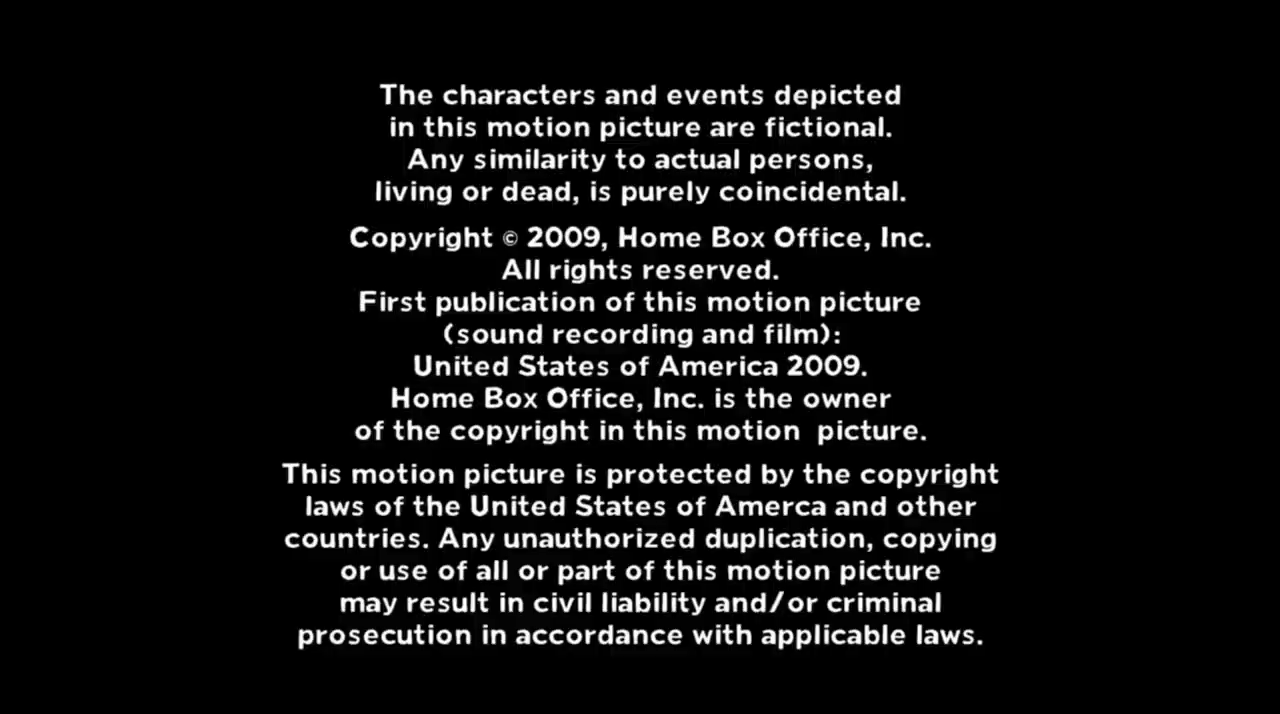 The characters and events depicted
in this motion picture are fictional.
Any similarity to actual persons,
living or dead, is purely coincidental.
Copyright © 2009, Home Box Office, Inc.
All rights reserved.
First publication of this motion picture
(sound recording and film):
United States of America 2009.
Home Box Office, Inc. is the owner
of the copyright in this motion picture.
This motion picture is protected by the copyright
laws of the United States of Amerca and other
countries. Any unauthorized duplication, copying
or use of all or part of this motion picture
may result in civil liability and/or criminal
prosecution in accordance with applicable laws.